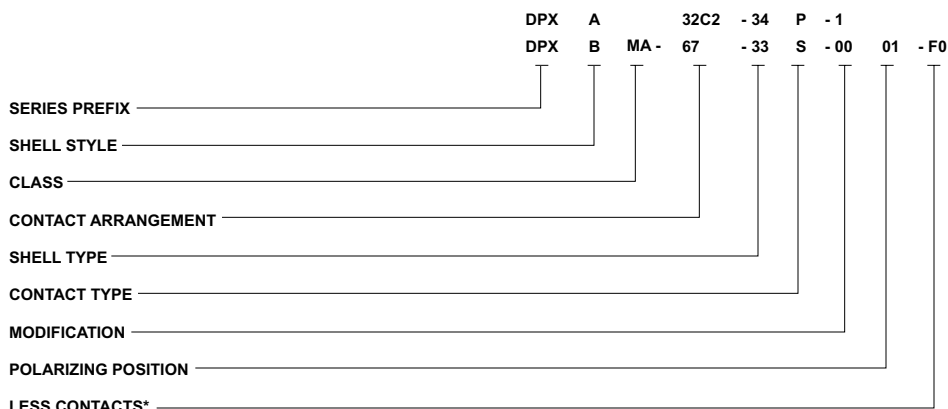 DPX A 32C2 - 34 P - 1
DPX B MA - 67 - 33 S - 00 01 - F0
SERIES PREFIX
SHELL STYLE
CLASS
CONTACT ARRANGEMENT
SHELL TYPE
CONTACT TYPE
MODIFICATION
POLARIZING POSITION
LESS CONTACTS*